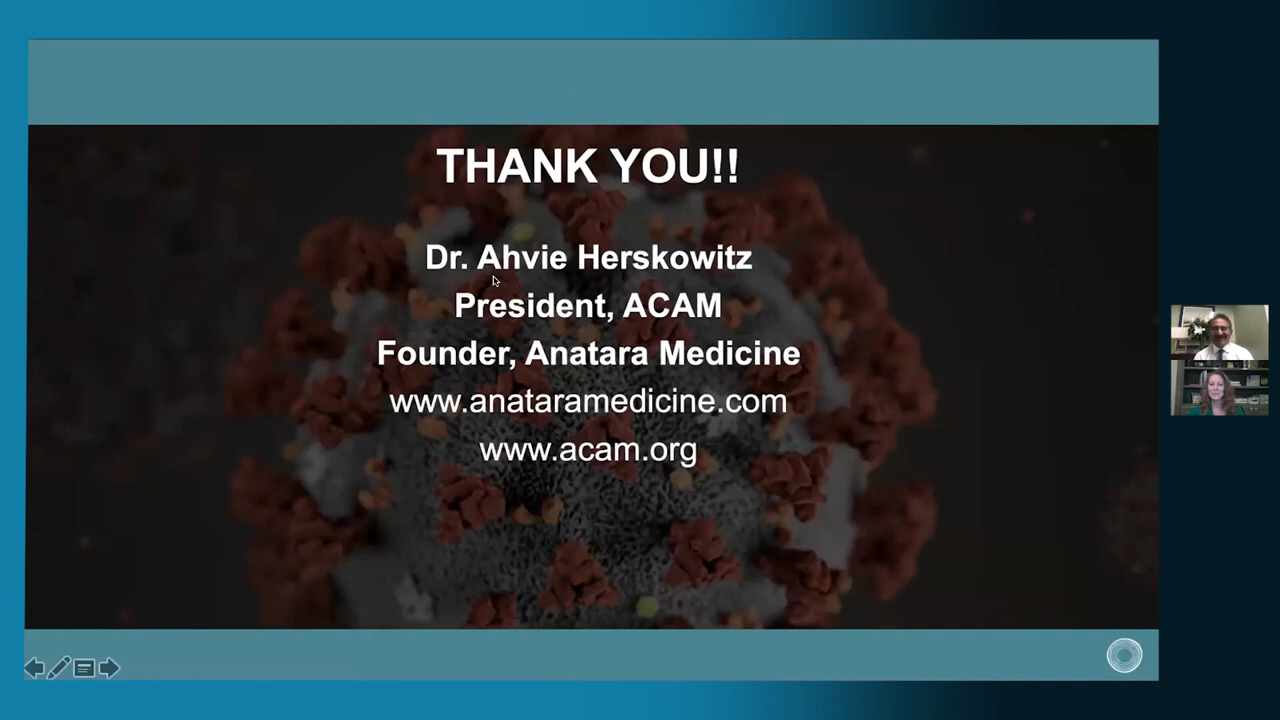 THANK YOU!!
Dr. Ahvie Herskowitz
President, ACAM
Founder, Anatara Medicine
www.anataramedicine.com
www.acam.org